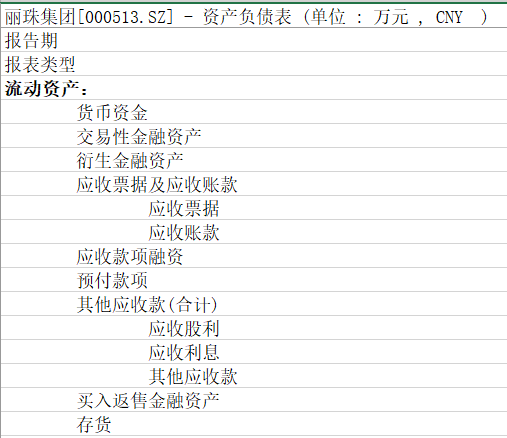 丽珠集团[000513.SZ] - 资产负债表 (单位 : 万元 , CNY )
报告期
报表类型
流动资产:
货币资金
交易性金融资产
衍生金融资产
应收票据及应收账款
应收票据
应收账款
应收款项融资
预付款项
其他应收款(合计)
应收股利
应收利息
其他应收款
买入返售金融资产
存货